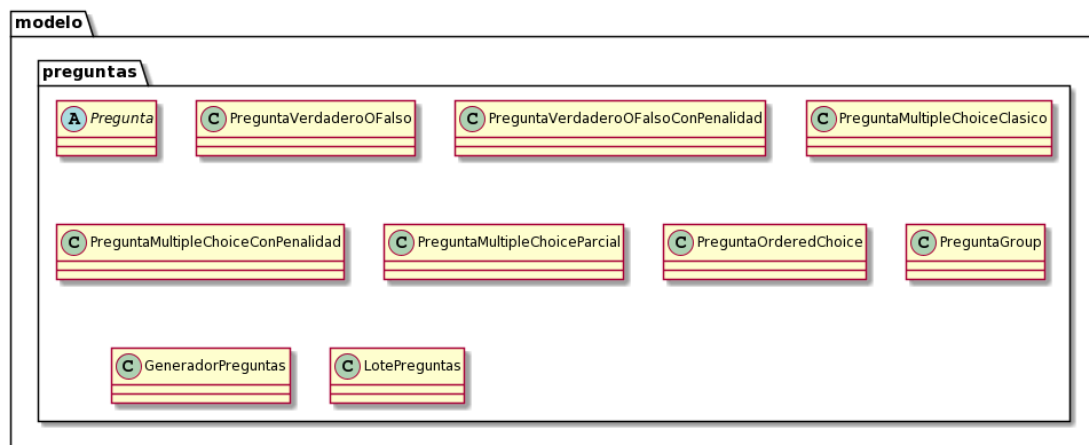 modelo
preguntas
A Pregunta C PreguntaVerdaderoOFalso C PreguntaVerdaderoOFalsoConPenalidad C PreguntaMultipleChoiceClasico
C PreguntaMultipleChoiceConPenalidad C PreguntaMultipleChoiceParcial C PreguntaOrderedChoice C PreguntaGroup
C GeneradorPreguntas C LotePreguntas